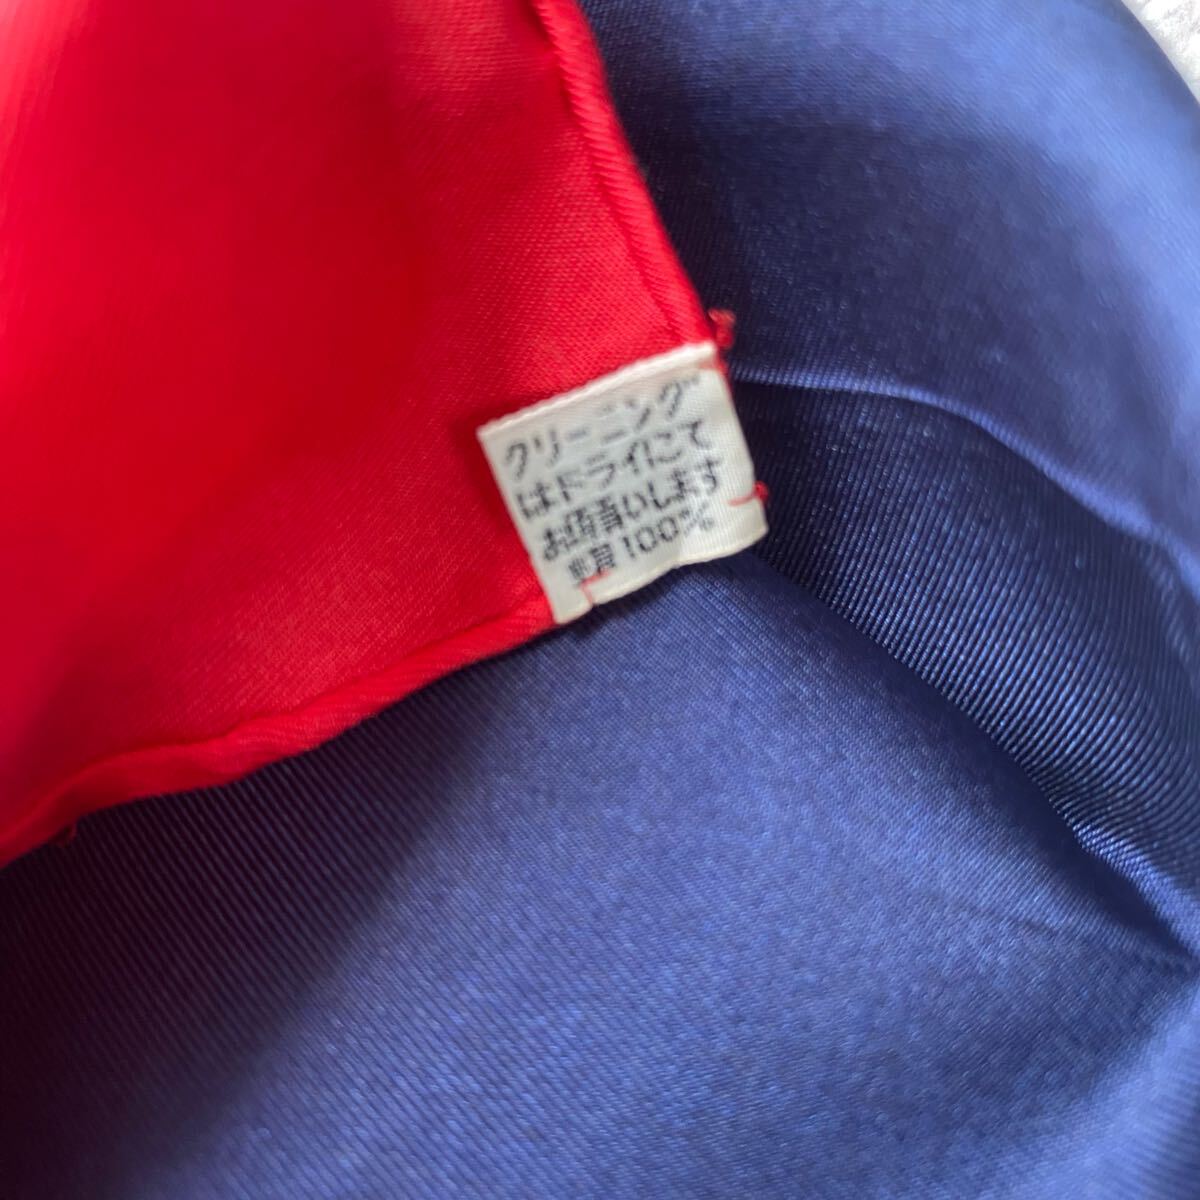 クリーニング
はドライにて
お願いします
絹 100%